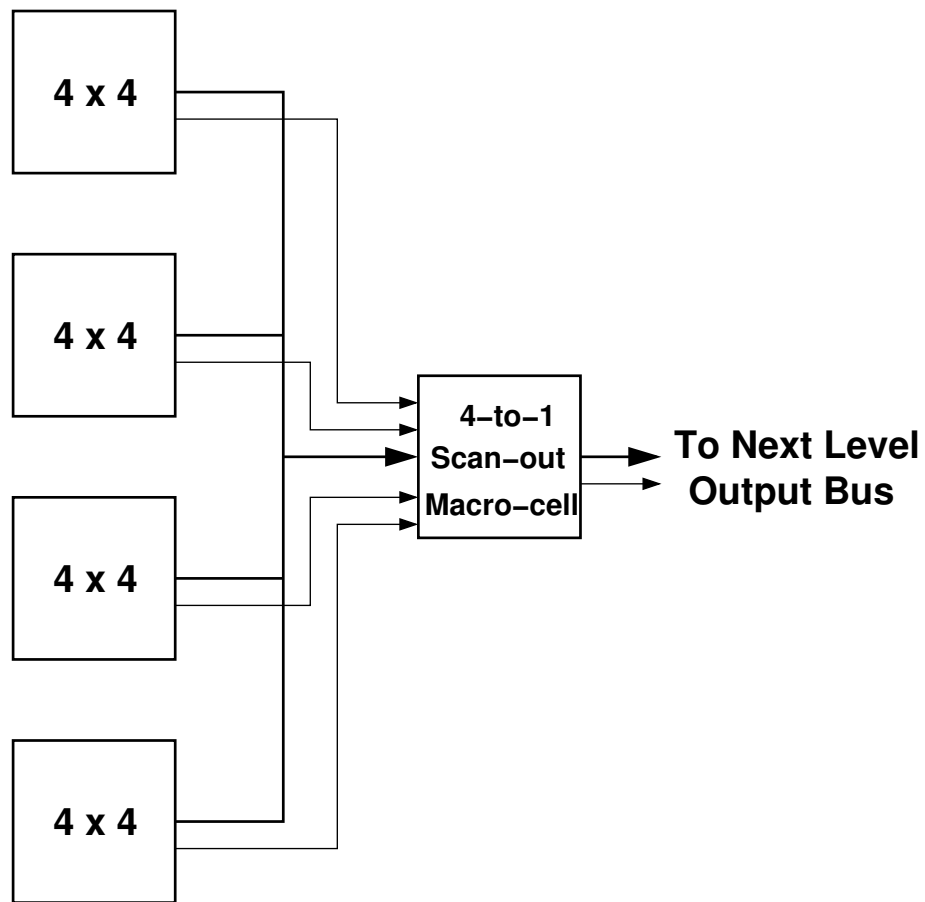 4 x 4
4 x 4
4−to−1
Scan−out
Macro−cell
To Next Level
Output Bus
4 x 4
4 x 4